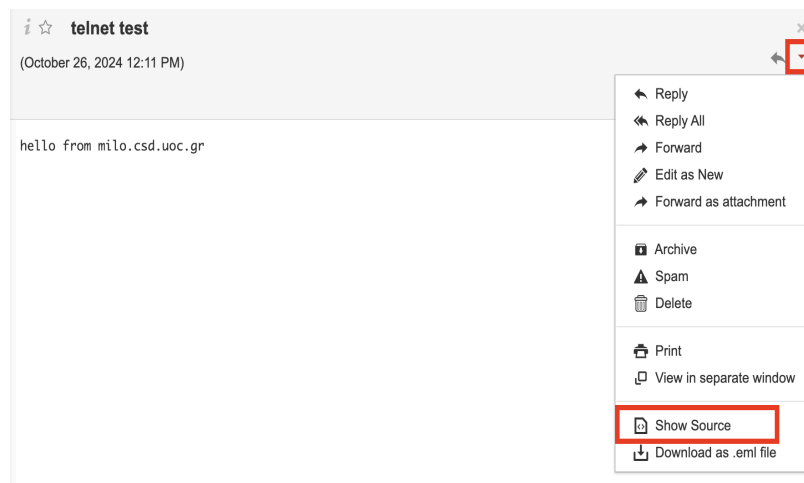 telnet test
(October 26, 2024 12:11 PM)
hello from milo.csd.uoc.gr
Reply
Reply All
Forward
Edit as New
Forward as attachment
Archive
Spam
Delete
Print
View in separate window
Show Source
Download as .eml file